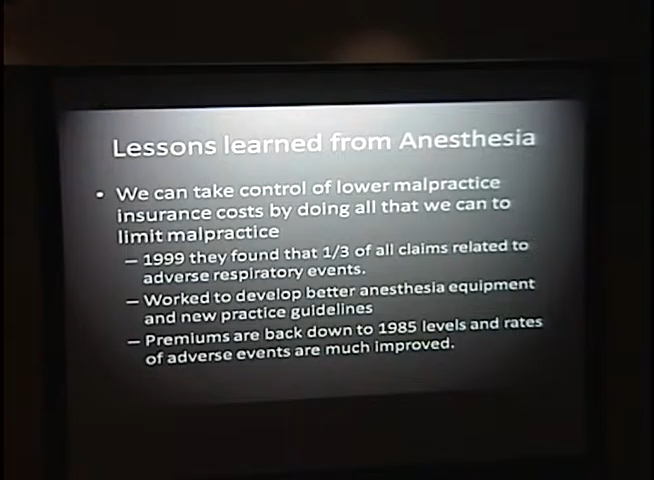 Lessons learned from Anesthesia
• We can take control of lower malpractice
insurance costs by doing all that we can to
limit malpractice
– 1999 they found that 1/3 of all claims related to
adverse respiratory events.
– Worked to develop better anesthesia equipment
and new practice guidelines
– Premiums are back down to 1985 levels and rates
of adverse events are much improved.